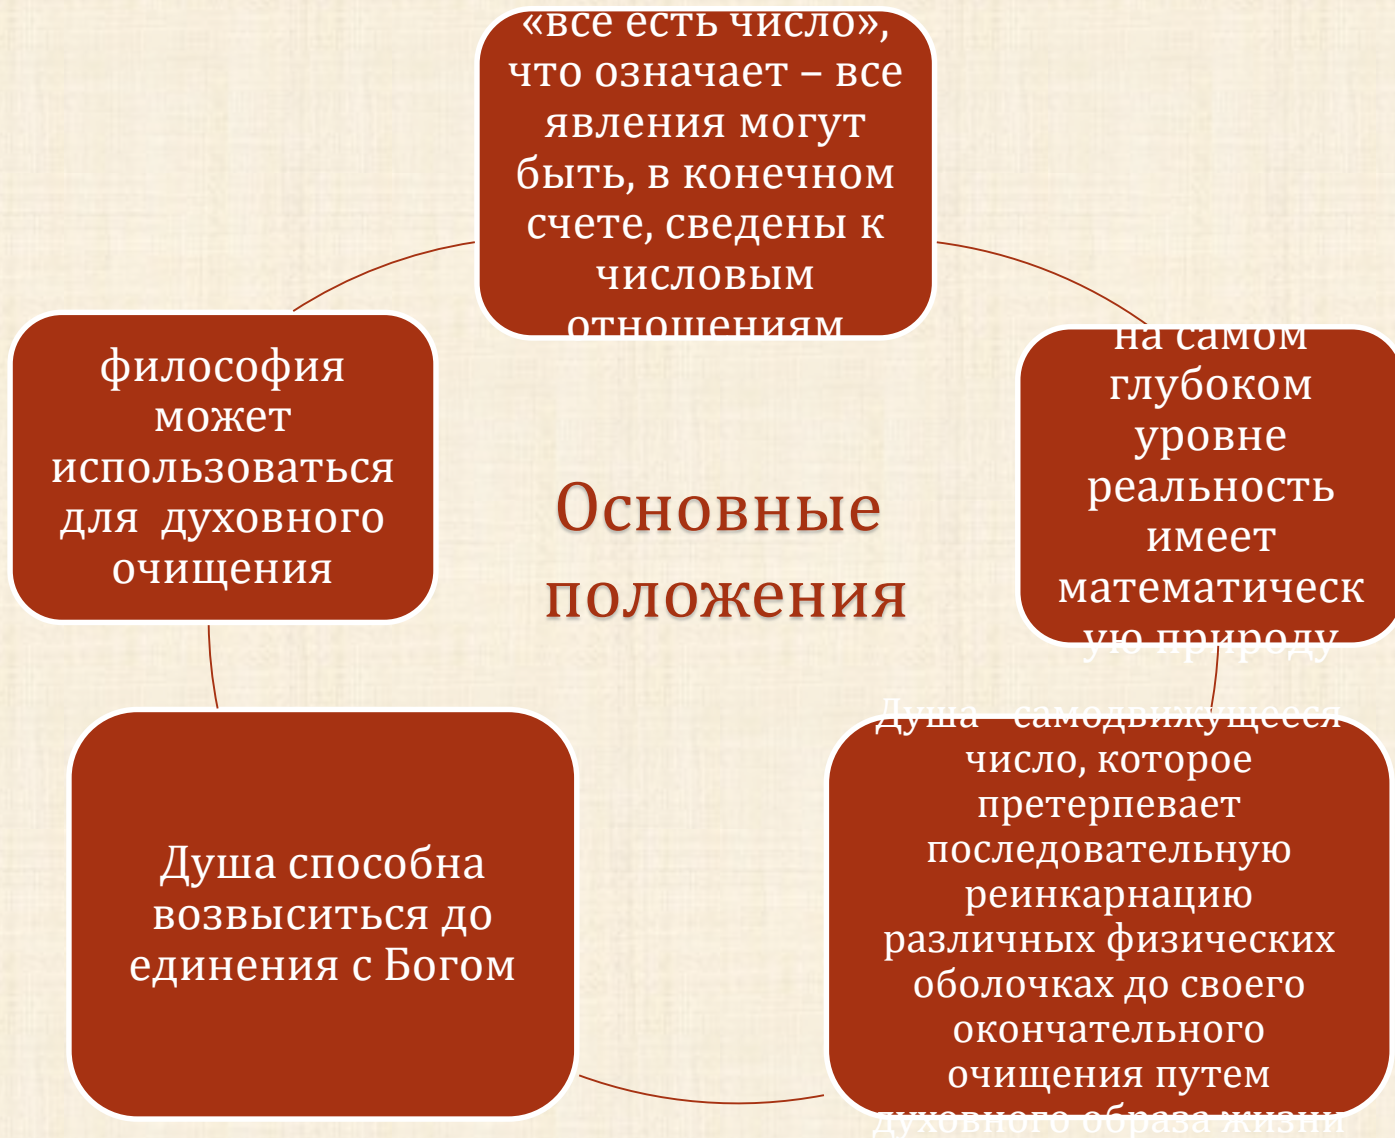 «все есть число»,
что означает – все
явления могут
быть, в конечном
счете, сведены к
числовым
отношениям
на самом
глубоком
уровне
реальность
имеет
математическ
ую природу
Душа - самодвижущееся
число, которое
претерпевает
последовательную
реинкарнацию
различных физических
оболочках до своего
окончательного
очищения путем
духовного образа жизни
Душа способна
возвыситься до
единения с Богом
философия
может
использоваться
для духовного
очищения
Основные
положения